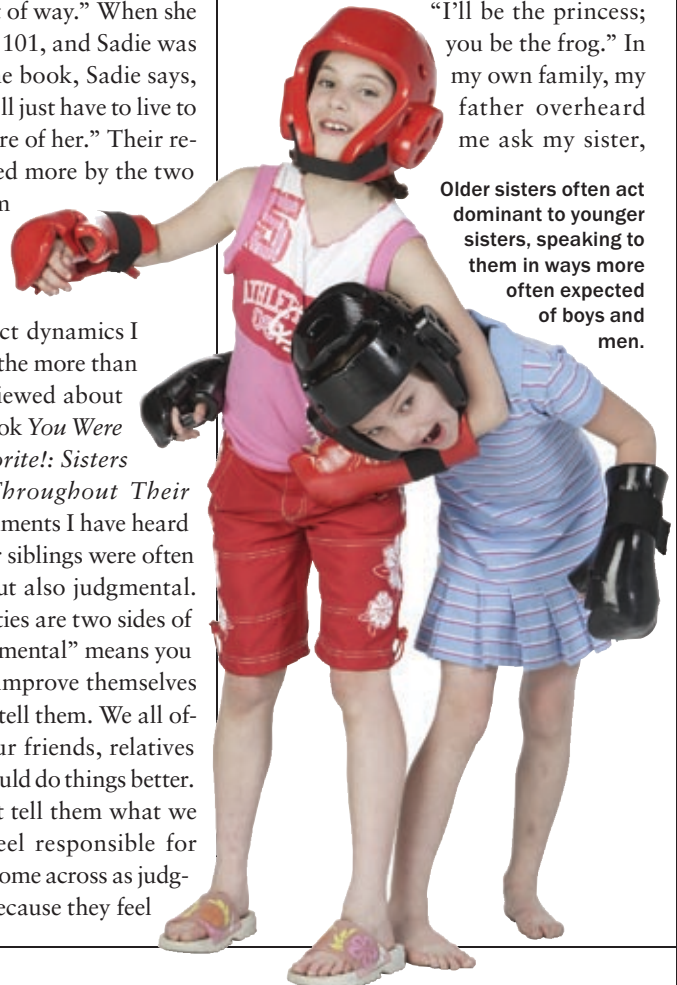 t of way.” When she
101, and Sadie was
e book, Sadie says,
ll just have to live to
re of her.” Their re-
ed more by the two
n
ct dynamics I
the more than
iewed about
ok You Were
orite!: Sisters
Throughout Their
ments I have heard
r siblings were often
ut also judgmental.
ties are two sides of
mental” means you
improve themselves
tell them. We all of-
ur friends, relatives
uld do things better.
t tell them what we
eel responsible for
ome across as judg-
ecause they feel
“I’ll be the princess;
you be the frog.” In
my own family, my
father overheard
me ask my sister,
Older sisters often act
dominant to younger
sisters, speaking to
them in ways more
often expected
of boys and
men.
ATHLE